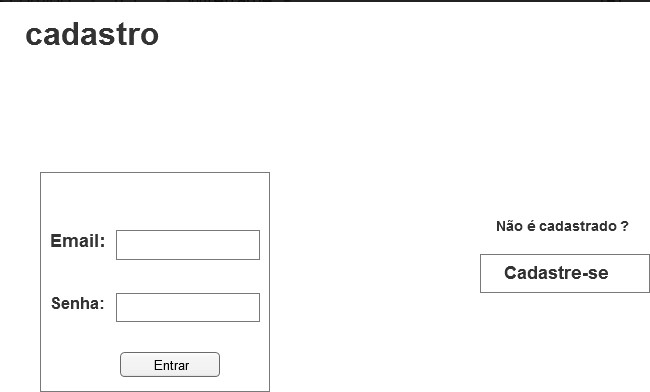 cadastro
Email:
Senha:
Entrar
Não é cadastrado ?
Cadastre-se